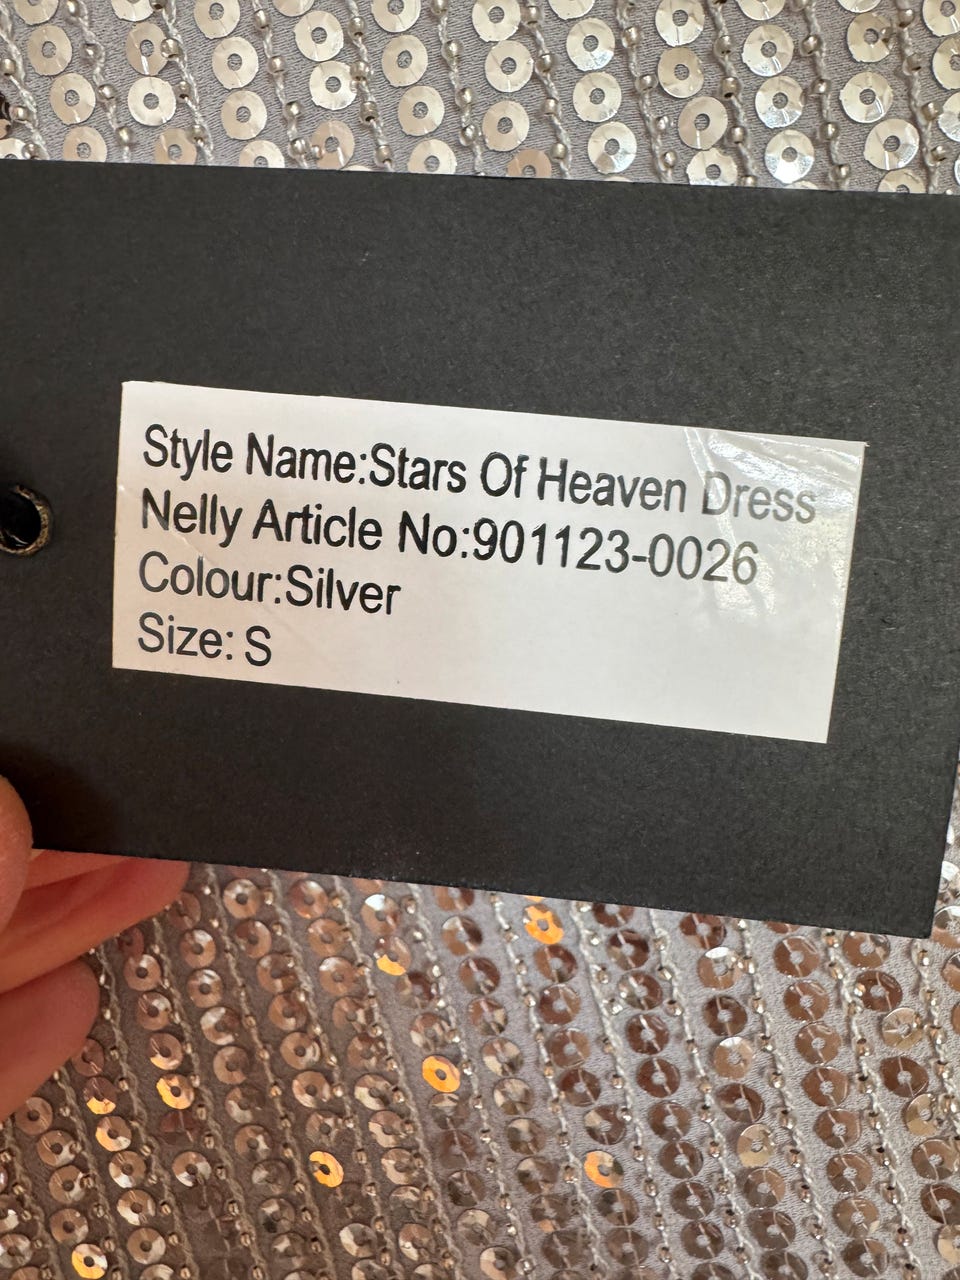 Style Name:Stars Of Heaven Dress
Nelly Article No:901123-0026
Colour:Silver
Size: S